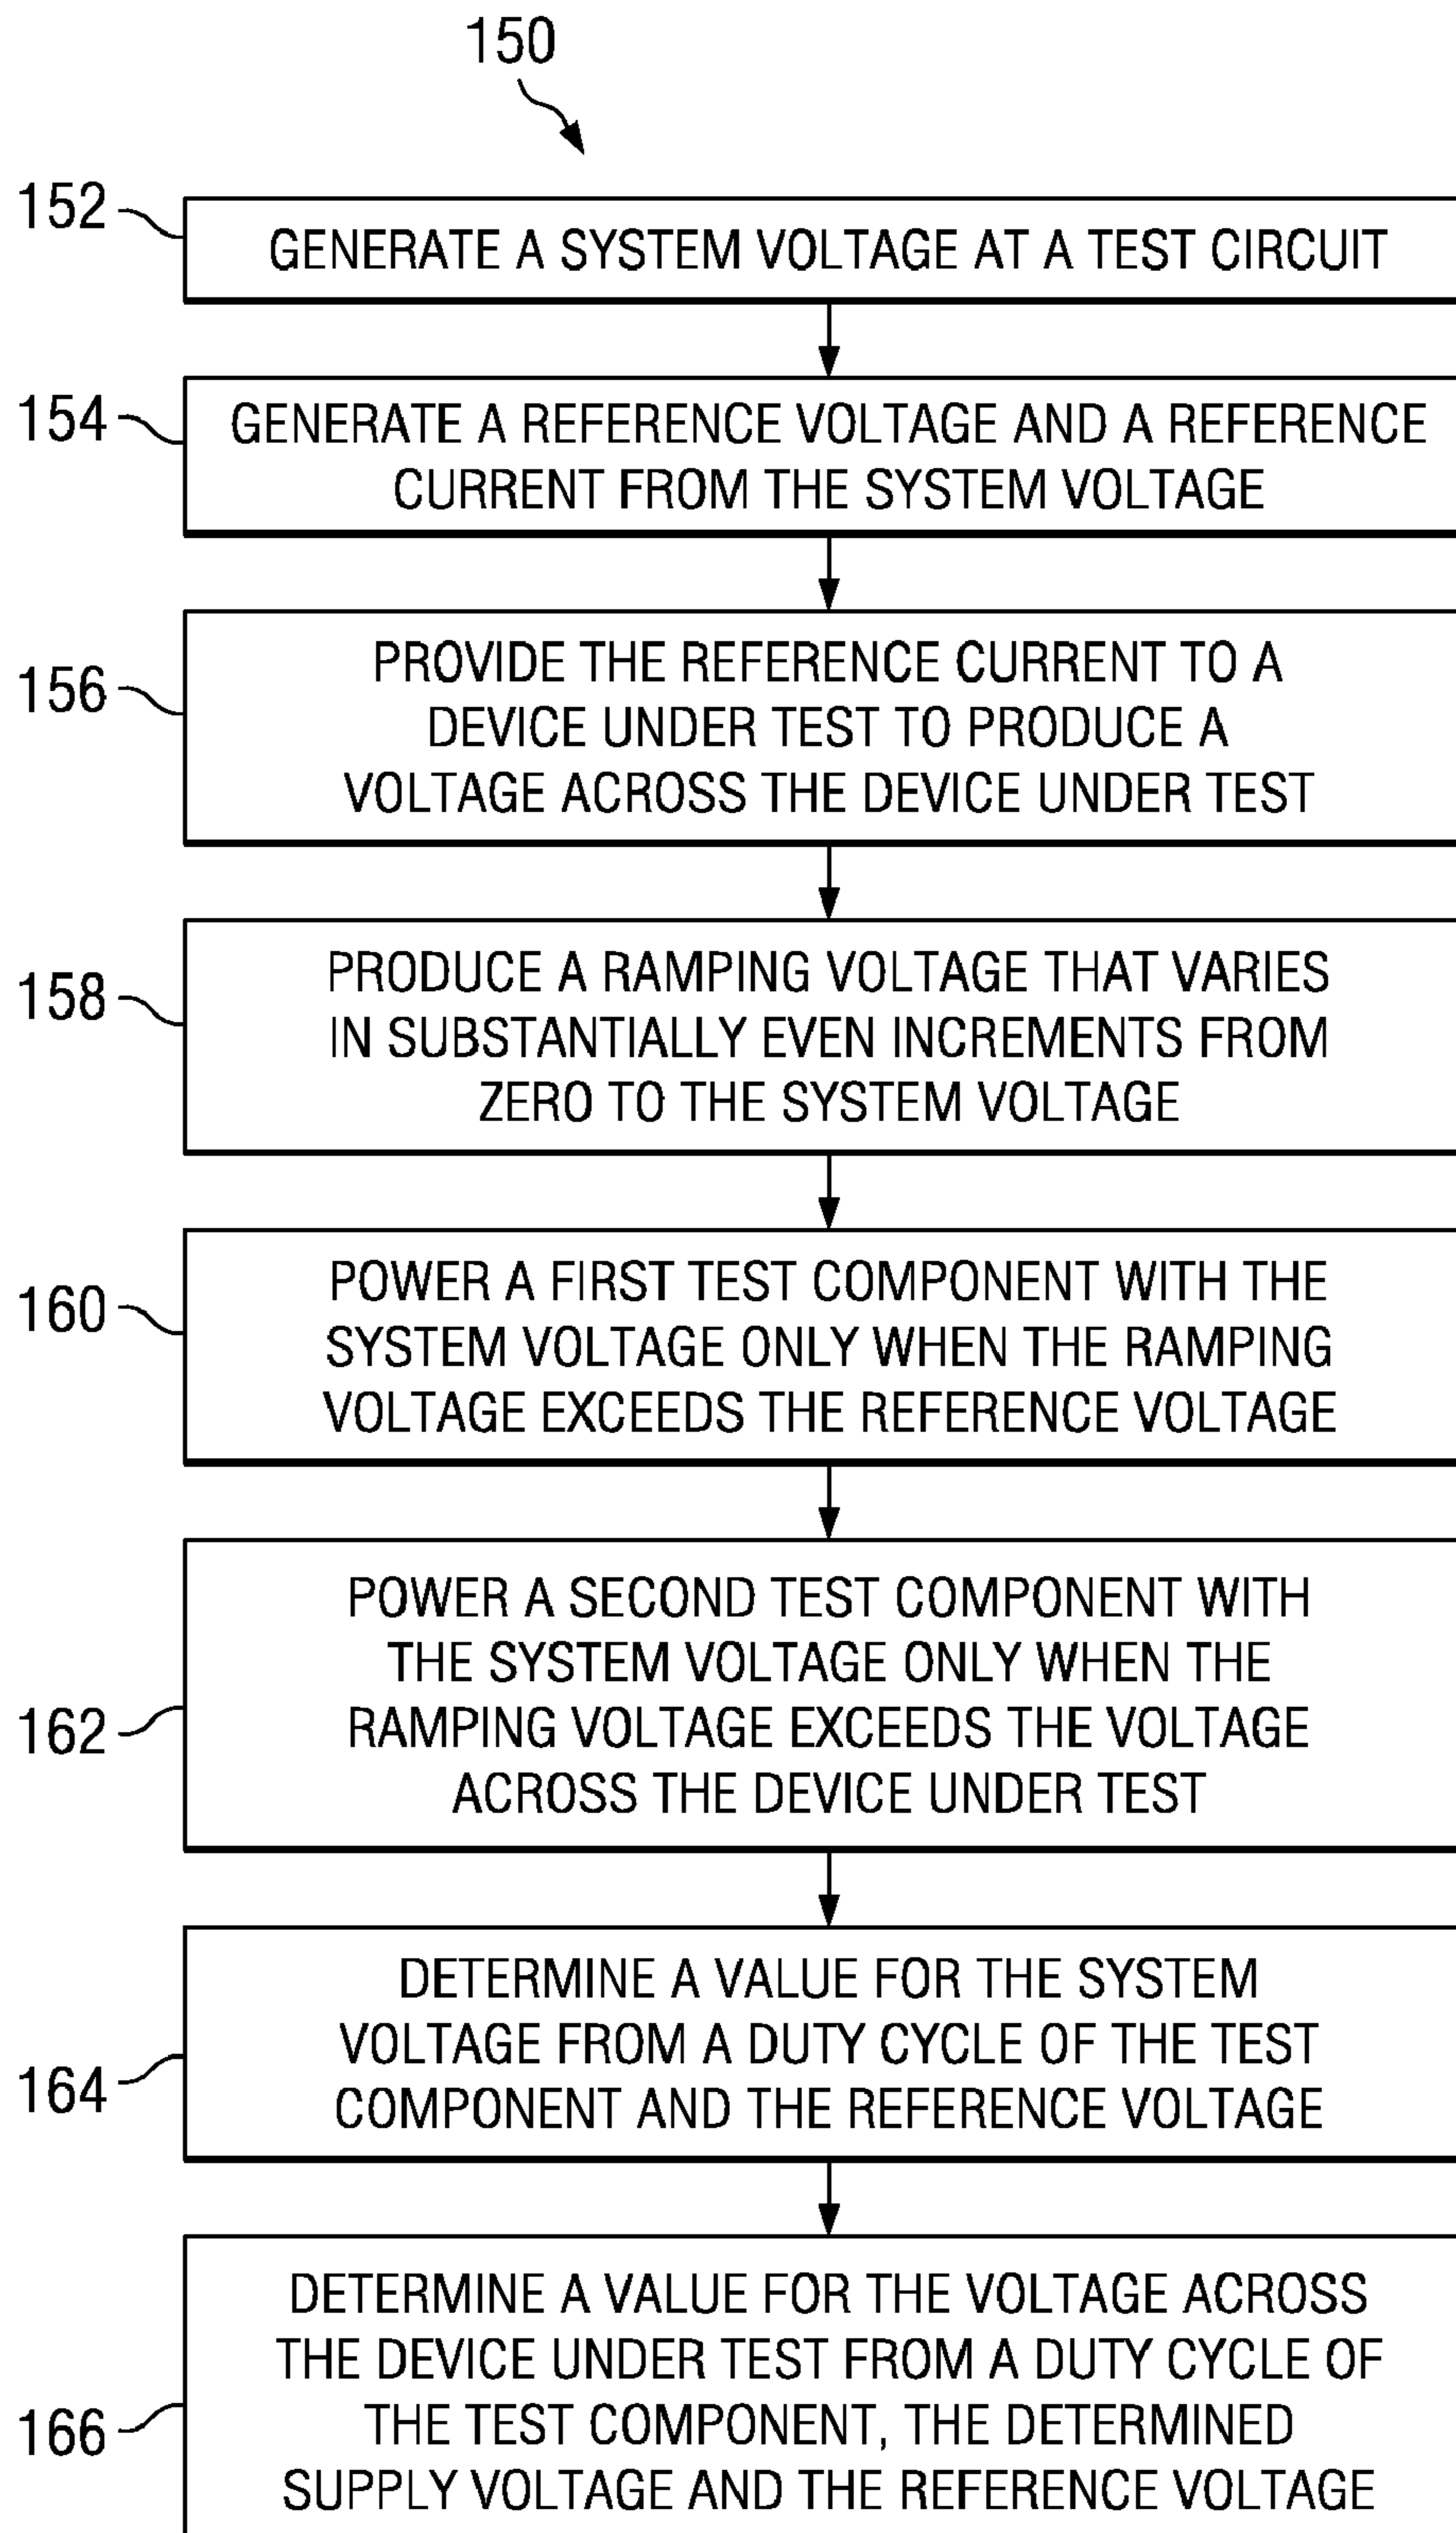 150
152
GENERATE A SYSTEM VOLTAGE AT A TEST CIRCUIT
154
GENERATE A REFERENCE VOLTAGE AND A REFERENCE
CURRENT FROM THE SYSTEM VOLTAGE
156
PROVIDE THE REFERENCE CURRENT TO A
DEVICE UNDER TEST TO PRODUCE A
VOLTAGE ACROSS THE DEVICE UNDER TEST
158
PRODUCE A RAMPING VOLTAGE THAT VARIES
IN SUBSTANTIALLY EVEN INCREMENTS FROM
ZERO TO THE SYSTEM VOLTAGE
160
POWER A FIRST TEST COMPONENT WITH THE
SYSTEM VOLTAGE ONLY WHEN THE RAMPING
VOLTAGE EXCEEDS THE REFERENCE VOLTAGE
162
POWER A SECOND TEST COMPONENT WITH
THE SYSTEM VOLTAGE ONLY WHEN THE
RAMPING VOLTAGE EXCEEDS THE VOLTAGE
ACROSS THE DEVICE UNDER TEST
164
DETERMINE A VALUE FOR THE SYSTEM
VOLTAGE FROM A DUTY CYCLE OF THE TEST
COMPONENT AND THE REFERENCE VOLTAGE
166
DETERMINE A VALUE FOR THE VOLTAGE ACROSS
THE DEVICE UNDER TEST FROM A DUTY CYCLE OF
THE TEST COMPONENT, THE DETERMINED
SUPPLY VOLTAGE AND THE REFERENCE VOLTAGE